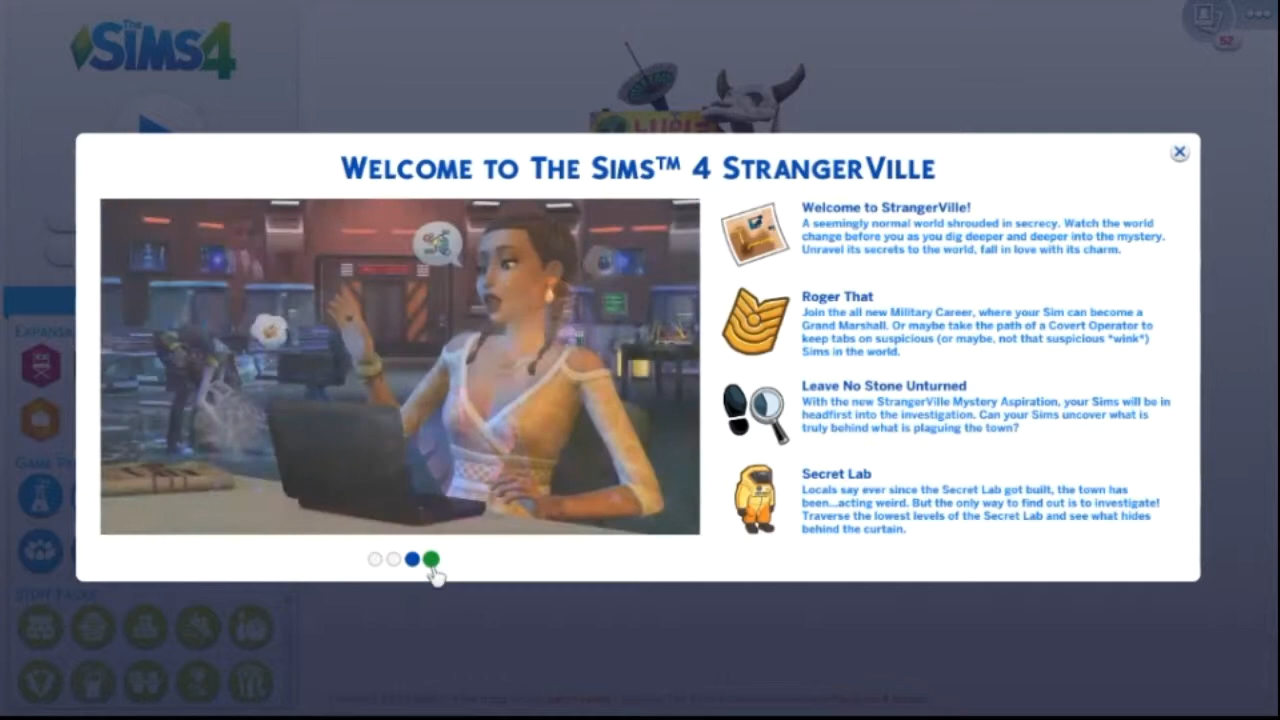 The
SiMS4
52
WELCOME TO THE SIMS™ 4 STRANGERVILLE
Welcome to StrangerVille!
A seemingly normal world shrouded in secrecy. Watch the world
change before you as you dig deeper and deeper into the mystery.
Unravel its secrets to the world, fall in love with its charm.
Roger That
Join the all new Military Career, where your Sim can become a
Grand Marshall. Or maybe take the path of a Covert Operator to
keep tabs on suspicious (or maybe, not that suspicious *wink*)
Sims in the world.
Leave No Stone Unturned
With the new StrangerVille Mystery Aspiration, your Sims will be in
headfirst into the investigation. Can your Sims uncover what is
truly behind what is plaguing the town?
Secret Lab
Locals say ever since the Secret Lab got built, the town has
been...acting weird. But the only way to find out is to investigate!
Traverse the lowest levels of the Secret Lab and see what hides
behind the curtain.